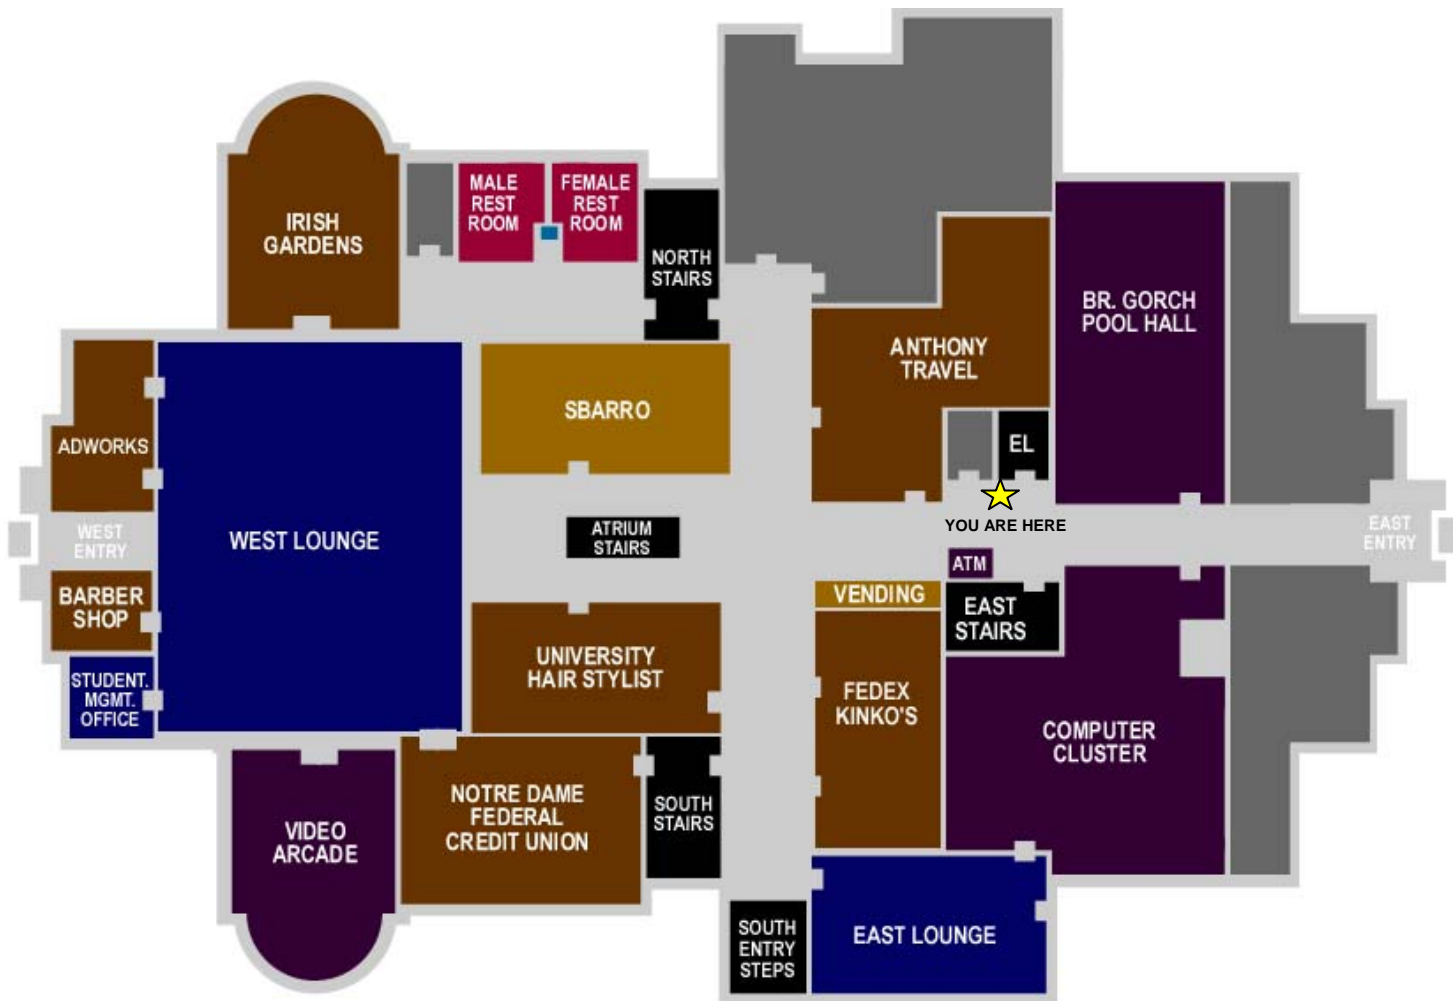 IRISH
GARDENS
MALE
REST
ROOM
FEMALE
REST
ROOM
NORTH
STAIRS
BR. GORCH
POOL HALL
ANTHONY
TRAVEL
SBARRO
ADWORKS
EL
YOU ARE HERE
WEST
ENTRY
WEST LOUNGE
ATRIUM
STAIRS
EAST
ENTRY
ATM
BARBER
SHOP
VENDING
EAST
STAIRS
STUDENT.
MGMT.
OFFICE
UNIVERSITY
HAIR STYLIST
FEDEX
KINKO'S
COMPUTER
CLUSTER
VIDEO
ARCADE
NOTRE DAME
FEDERAL
CREDIT UNION
SOUTH
STAIRS
SOUTH
ENTRY
STEPS
EAST LOUNGE